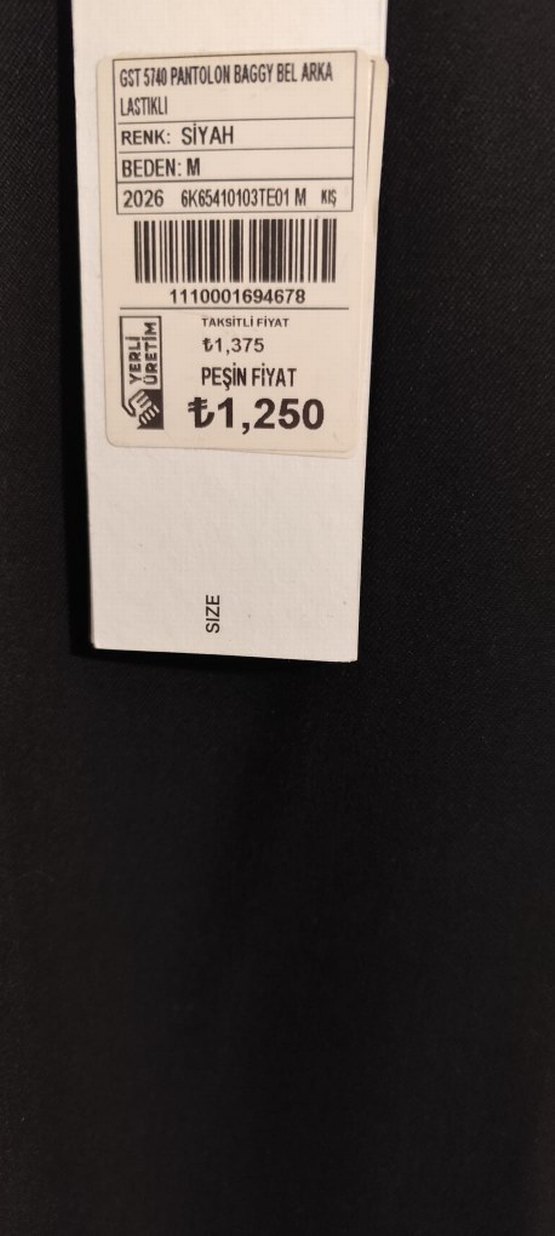 GST 5740 PANTOLON BAGGY BEL ARKA
LASTIKLI
RENK: SİYAH
BEDEN: M
2026 6K65410103TE01 M KIŞ
1110001694678
YERLİ
ÜRETİM
TAKSİTLİ FİYAT
₺1,375
PEŞİN FİYAT
₺1,250
SIZE